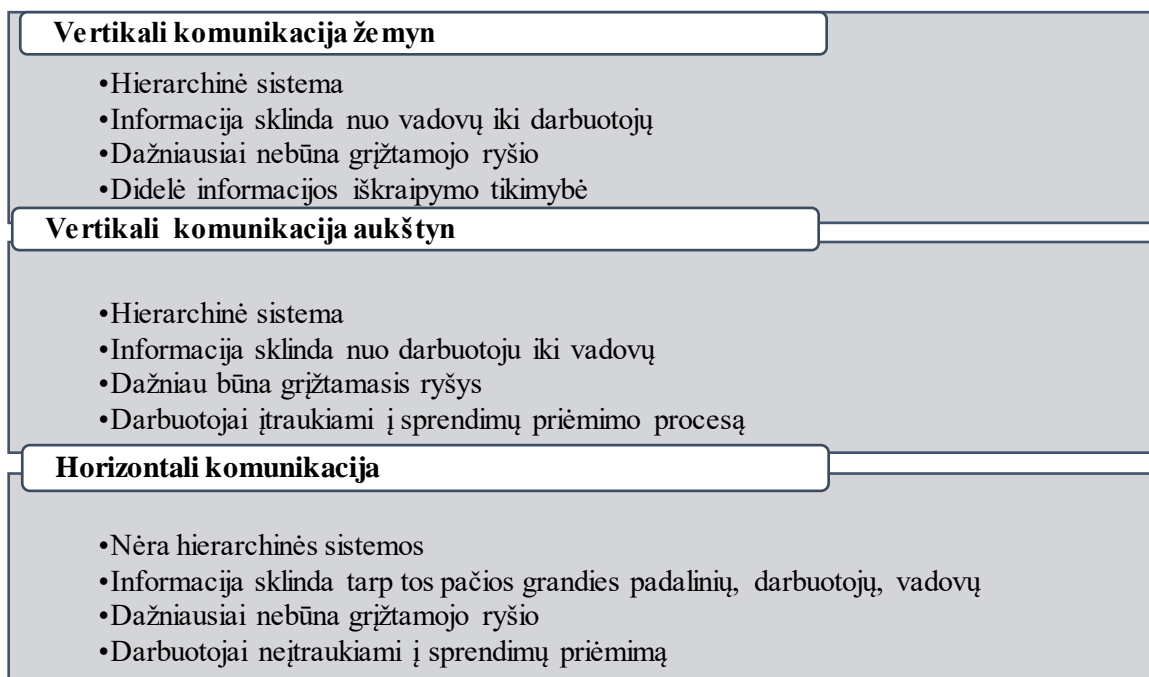 Vertikali komunikacija žemyn
•Hierarchinė sistema
•Informacija sklinda nuo vadovų iki darbuotojų
•Dažniausiai nebūna grįžtamojo ryšio
•Didelė informacijos iškraipymo tikimybė
Vertikali komunikacija aukštyn
•Hierarchinė sistema
•Informacija sklinda nuo darbuotoju iki vadovų
•Dažniau būna grįžtamasis ryšys
•Darbuotojai įtraukiami į sprendimų priėmimo procesą
Horizontali komunikacija
•Nėra hierarchinės sistemos
•Informacija sklinda tarp tos pačios grandies padalinių, darbuotojų, vadovų
•Dažniausiai nebūna grįžtamojo ryšio
•Darbuotojai neįtraukiami į sprendimų priėmimą